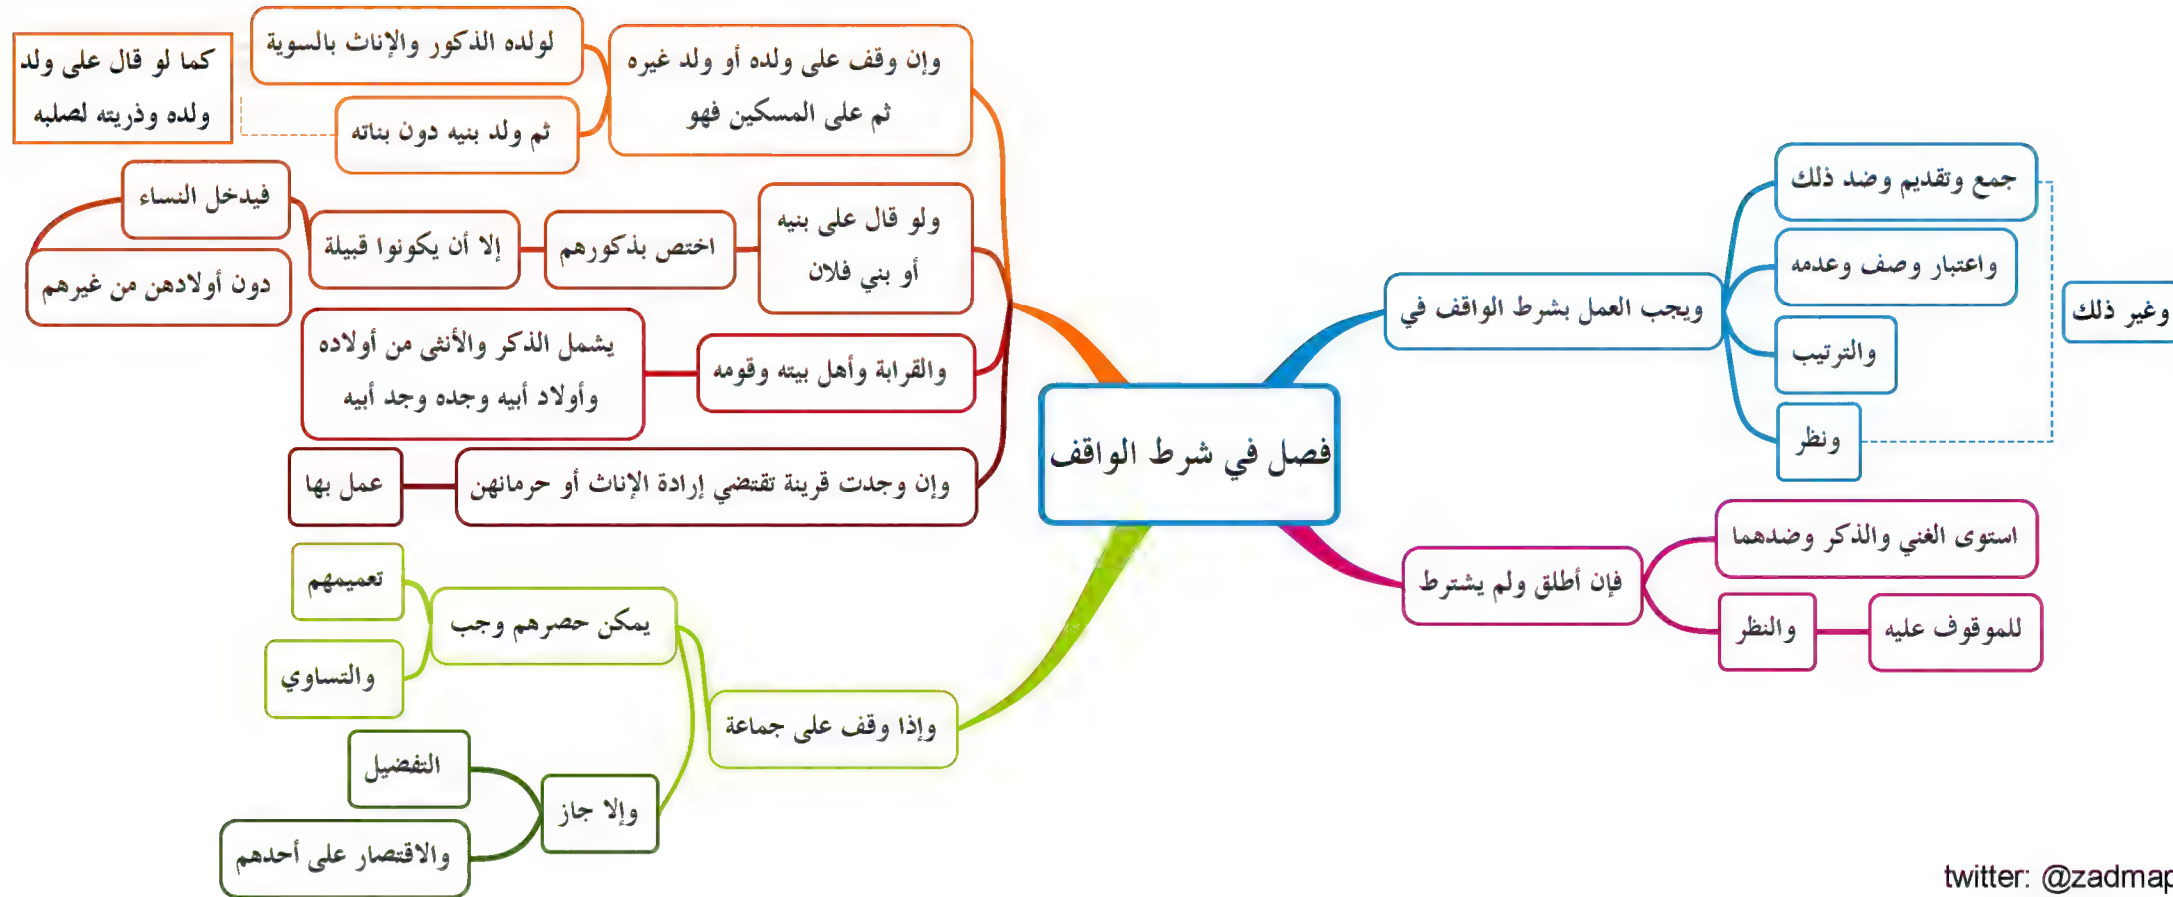 فصل في شرط الواقف
ويجب العمل بشرط الواقف في
جمع وتقديم وضد ذلك
واعتبار وصف وعدمه
والترتيب
ونظر
وغير ذلك
فإن أطلق ولم يشترط
استوى الغني والذكر وضدهما
والنظر
للموقوف عليه
وإن وقف على ولده أو ولد غيره
ثم على المسكين فهو
لولده الذكور والإناث بالسوية
ثم ولد بنيه دون بناته
كما لو قال على ولد
ولده وذريته لصلبه
ولو قال على بنيه
أو بني فلان
اختص بذكورهم
إلا أن يكونوا قبيلة
فيدخل النساء
دون أولادهن من غيرهم
والقرابة وأهل بيته وقومه
يشمل الذكر والأنثى من أولاده
وأولاد أبيه وجده وجد أبيه
وإن وجدت قرينة تقتضي إرادة الإناث أو حرمانهن
عمل بها
وإذا وقف على جماعة
يمكن حصرهم وجب
تعميمهم
والتساوي
وإلا جاز
التفضيل
والاقتصار على أحدهم
twitter: @zadmap